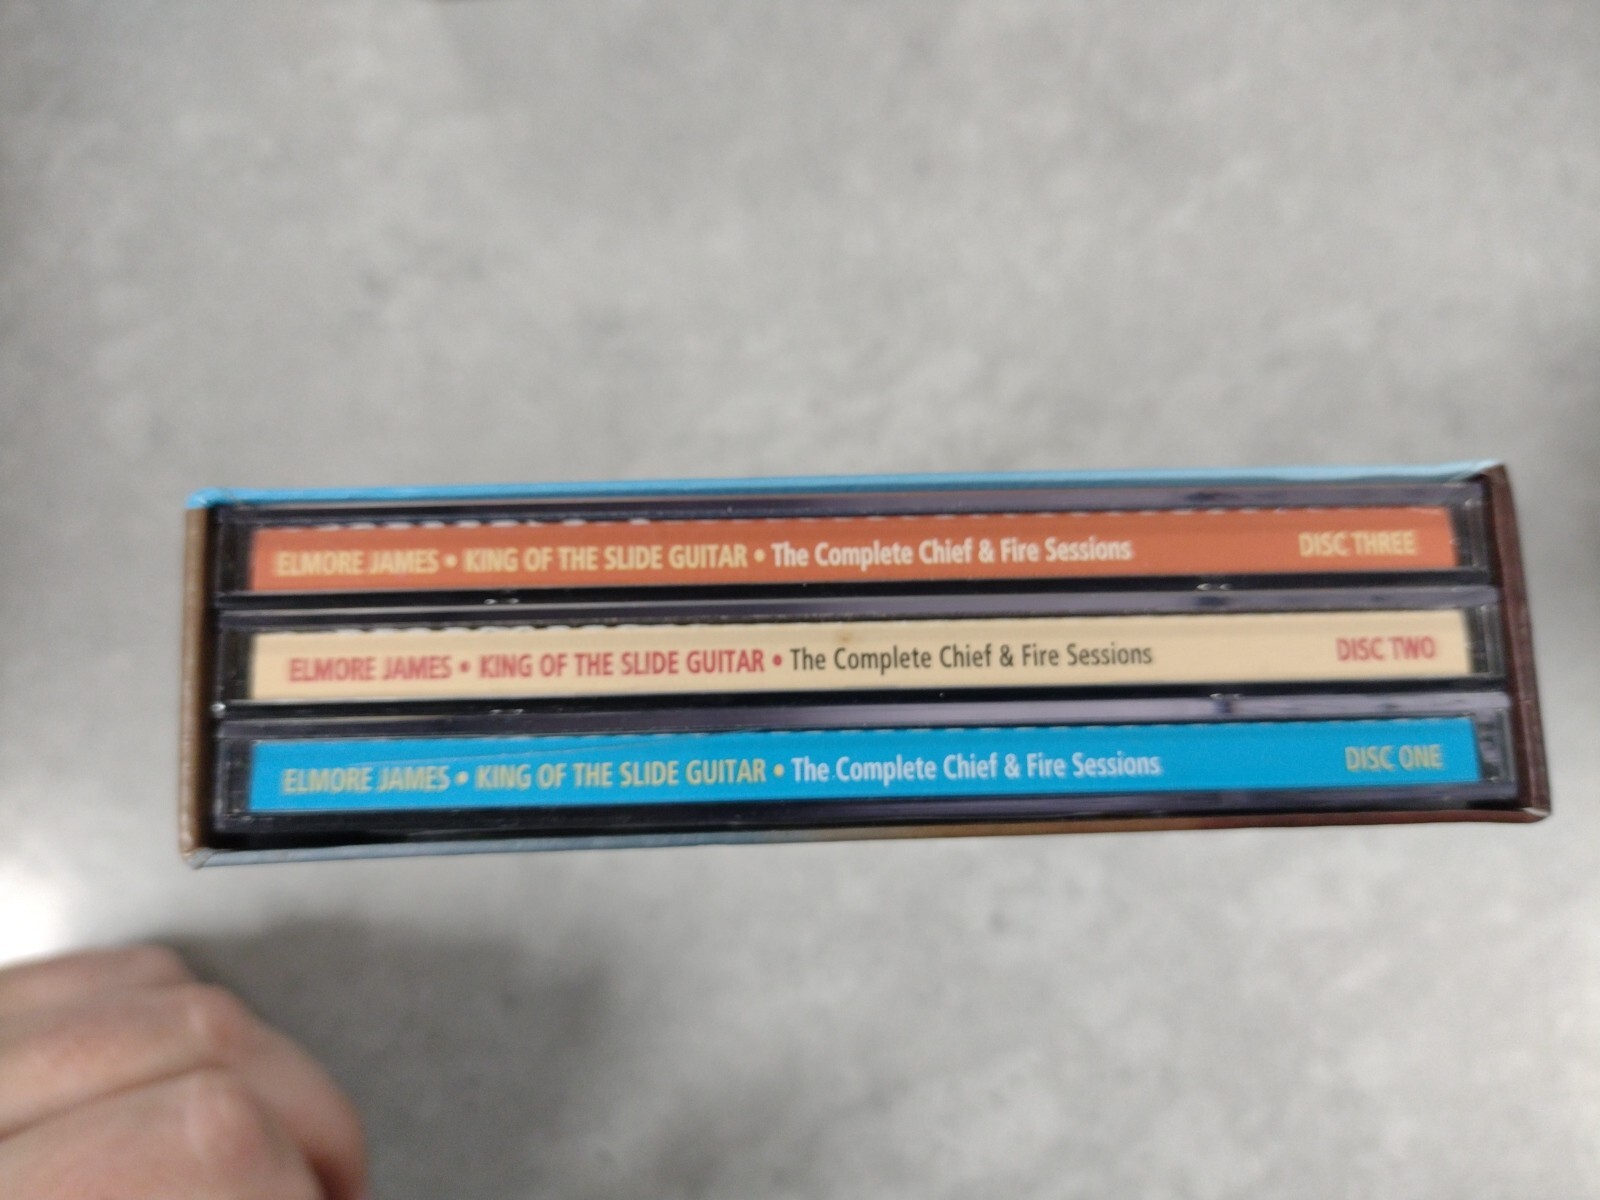 ELMORE JAMES • KING OF THE SLIDE GUITAR • The Complete Chief & Fire Sessions DISC THREE
ELMORE JAMES • KING OF THE SLIDE GUITAR • The Complete Chief & Fire Sessions DISC TWO
ELMORE JAMES • KING OF THE SLIDE GUITAR • The Complete Chief & Fire Sessions DISC ONE